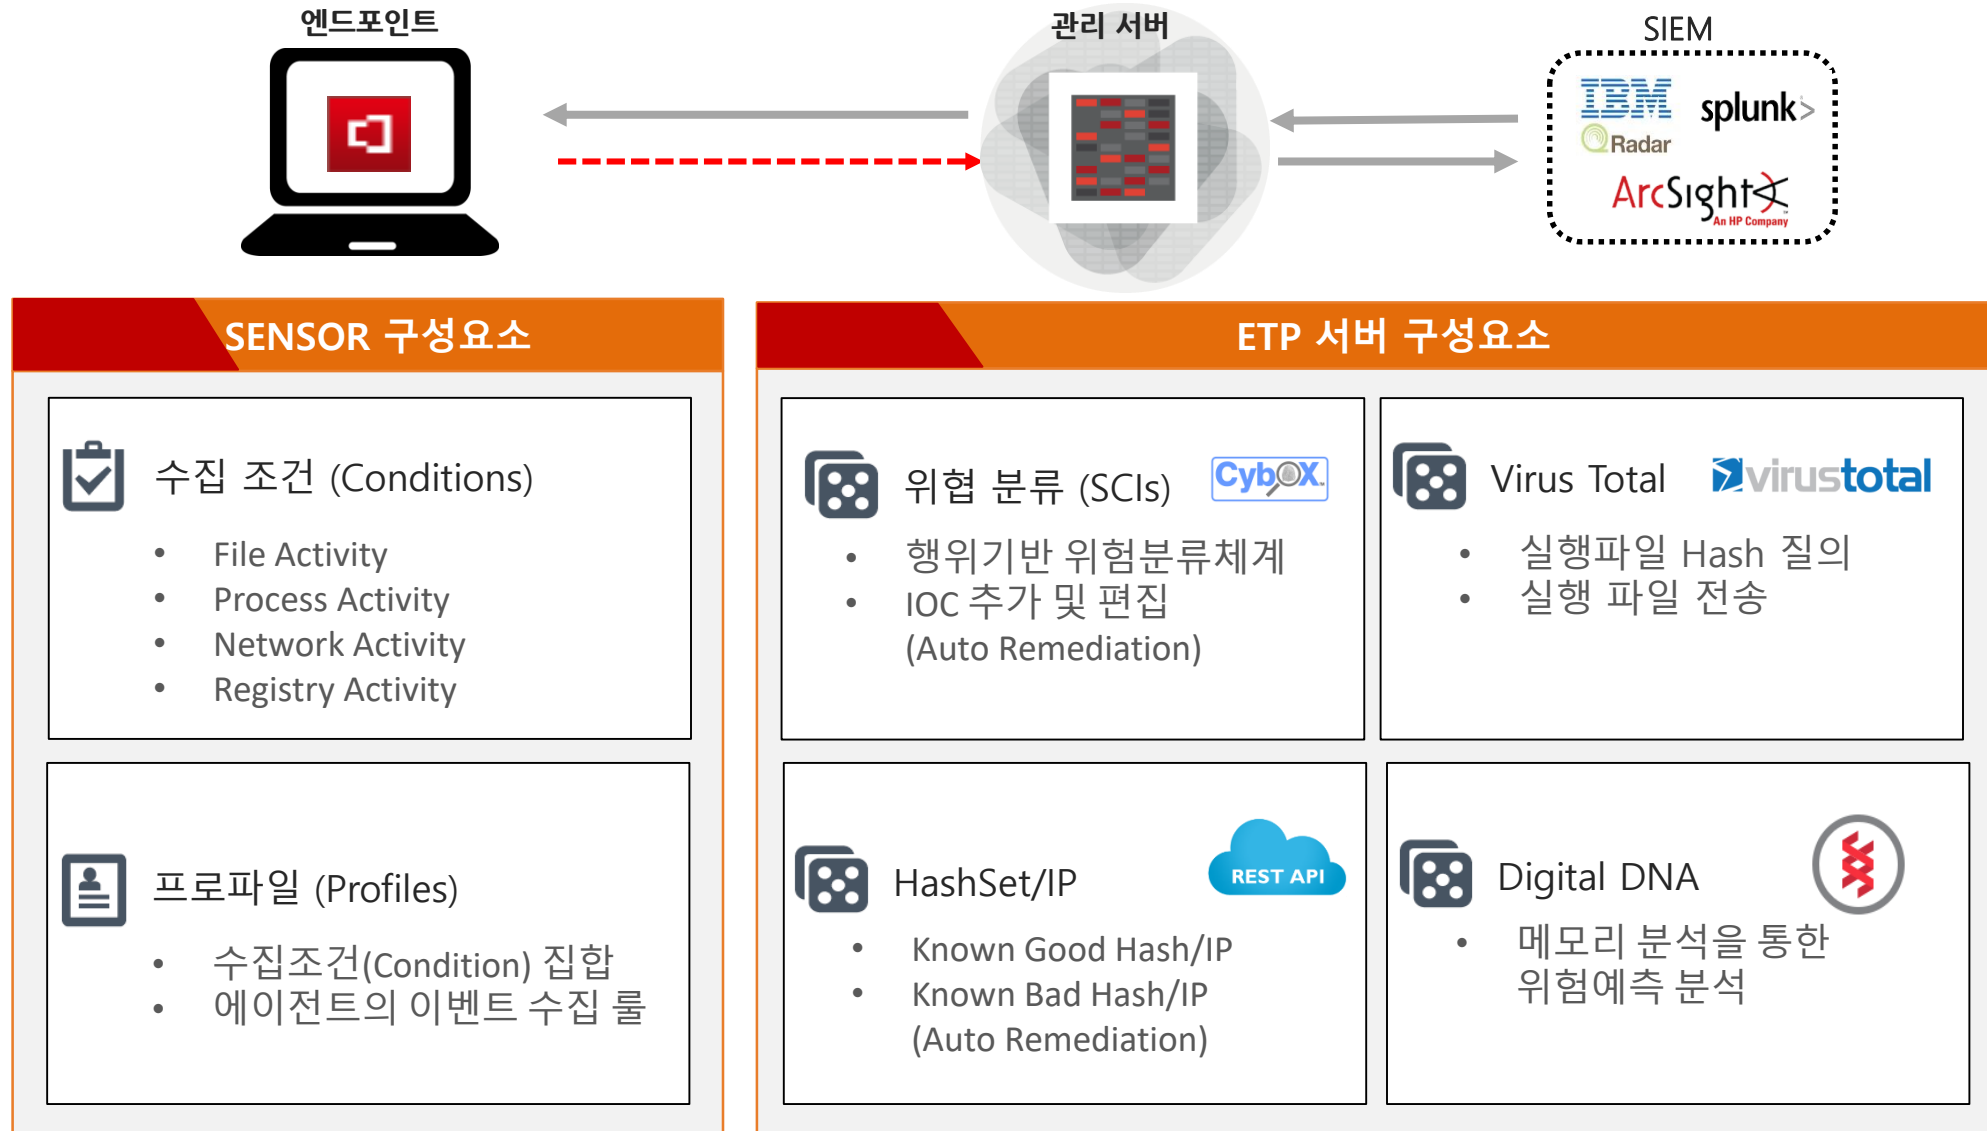 엔드포인트
관리 서버
SIEM
IBM
QRadar
splunk>
ArcSight
An HP Company
SENSOR 구성요소
ETP 서버 구성요소
수집 조건 (Conditions)
• File Activity
• Process Activity
• Network Activity
• Registry Activity
위협 분류 (SCIs)
CybOX
• 행위기반 위험분류체계
• IOC 추가 및 편집
(Auto Remediation)
Virus Total
virustotal
• 실행파일 Hash 질의
• 실행 파일 전송
프로파일 (Profiles)
• 수집조건(Condition) 집합
• 에이전트의 이벤트 수집 룰
HashSet/IP
REST API
• Known Good Hash/IP
• Known Bad Hash/IP
(Auto Remediation)
Digital DNA
• 메모리 분석을 통한
위험예측 분석